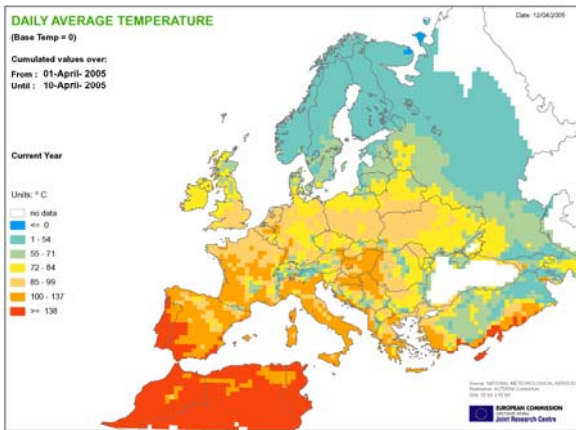 DAILY AVERAGE TEMPERATURE
Date: 12/04/2005
(Base Temp = 0)
Cumulated values over:
From : 01-April- 2005
Until : 10-April- 2005
Current Year
Units: ° C
no data
<= 0
1 - 54
55 - 71
72 - 84
85 - 99
100 - 137
>= 138
EUROPEAN COMMISSION
Joint Research Centre